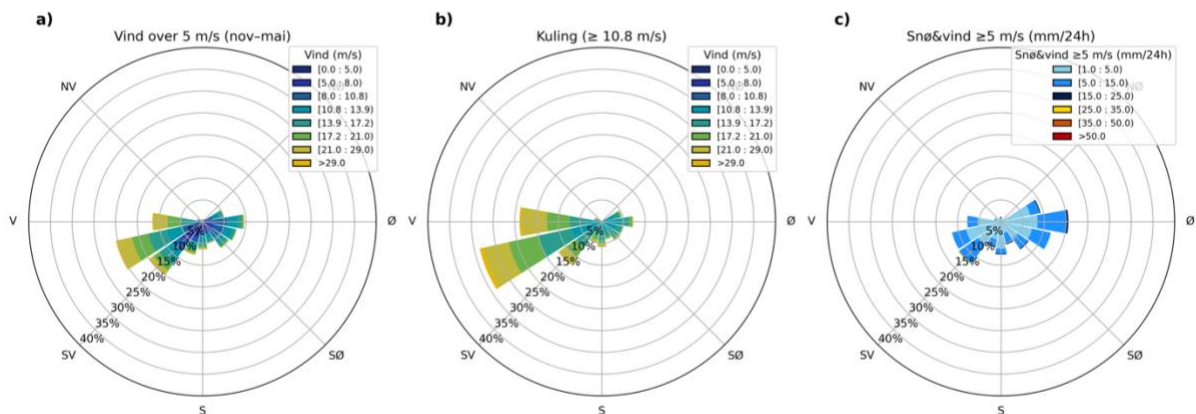 a)
Vind over 5 m/s (nov–mai)
Vind (m/s)
[0.0 : 5.0)
[5.0 : 8.0)
[8.0 : 10.8)
[10.8 : 13.9)
[13.9 : 17.2)
[17.2 : 21.0)
[21.0 : 29.0)
>29.0
NV
V
Ø
SV
SØ
S
5%
10%
15%
20%
25%
30%
35%
40%
b)
Kuling (≥ 10.8 m/s)
Vind (m/s)
[0.0 : 5.0)
[5.0 : 8.0)
[8.0 : 10.8)
[10.8 : 13.9)
[13.9 : 17.2)
[17.2 : 21.0)
[21.0 : 29.0)
>29.0
NV
V
Ø
SV
SØ
S
5%
10%
15%
20%
25%
30%
35%
40%
c)
Snø&vind ≥5 m/s (mm/24h)
Snø&vind ≥5 m/s (mm/24h)
[1.0 : 5.0)
[5.0 : 15.0)
[15.0 : 25.0)
[25.0 : 35.0)
[35.0 : 50.0)
>50.0
NV
NØ
V
Ø
SV
SØ
S
5%
10%
15%
20%
25%
30%
35%
40%